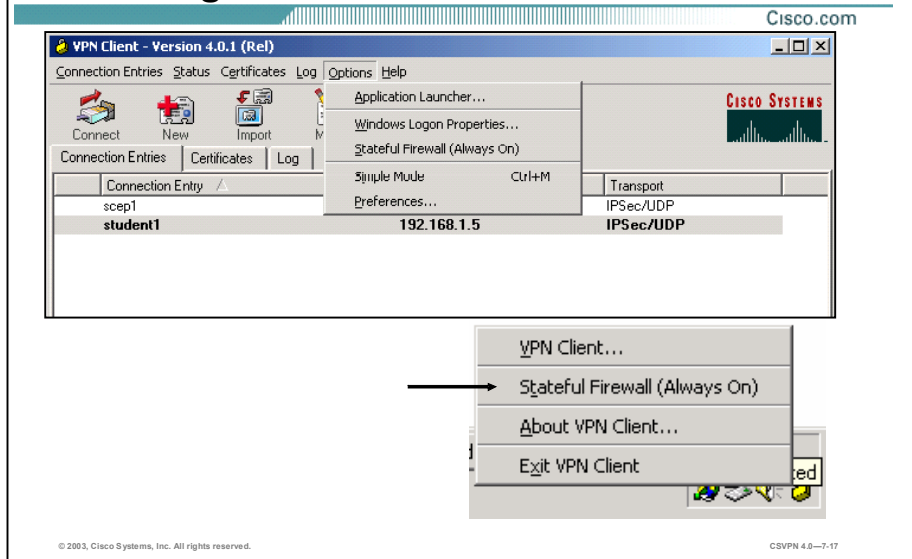 Cisco.com
VPN Client - Version 4.0.1 (Rel)
Connection Entries Status Certificates Log Options Help
Application Launcher...
Windows Logon Properties...
Stateful Firewall (Always On)
Simple Mode Ctrl+M
Preferences...
Connect New Import
CISCO SYSTEMS
Connection Entries Certificates Log
Connection Entry Transport
scep1 IPSec/UDP
student1 192.168.1.5 IPSec/UDP
VPN Client...
Stateful Firewall (Always On)
About VPN Client...
Exit VPN Client
© 2003, Cisco Systems, Inc. All rights reserved.
CSVPN 4.0—7-17